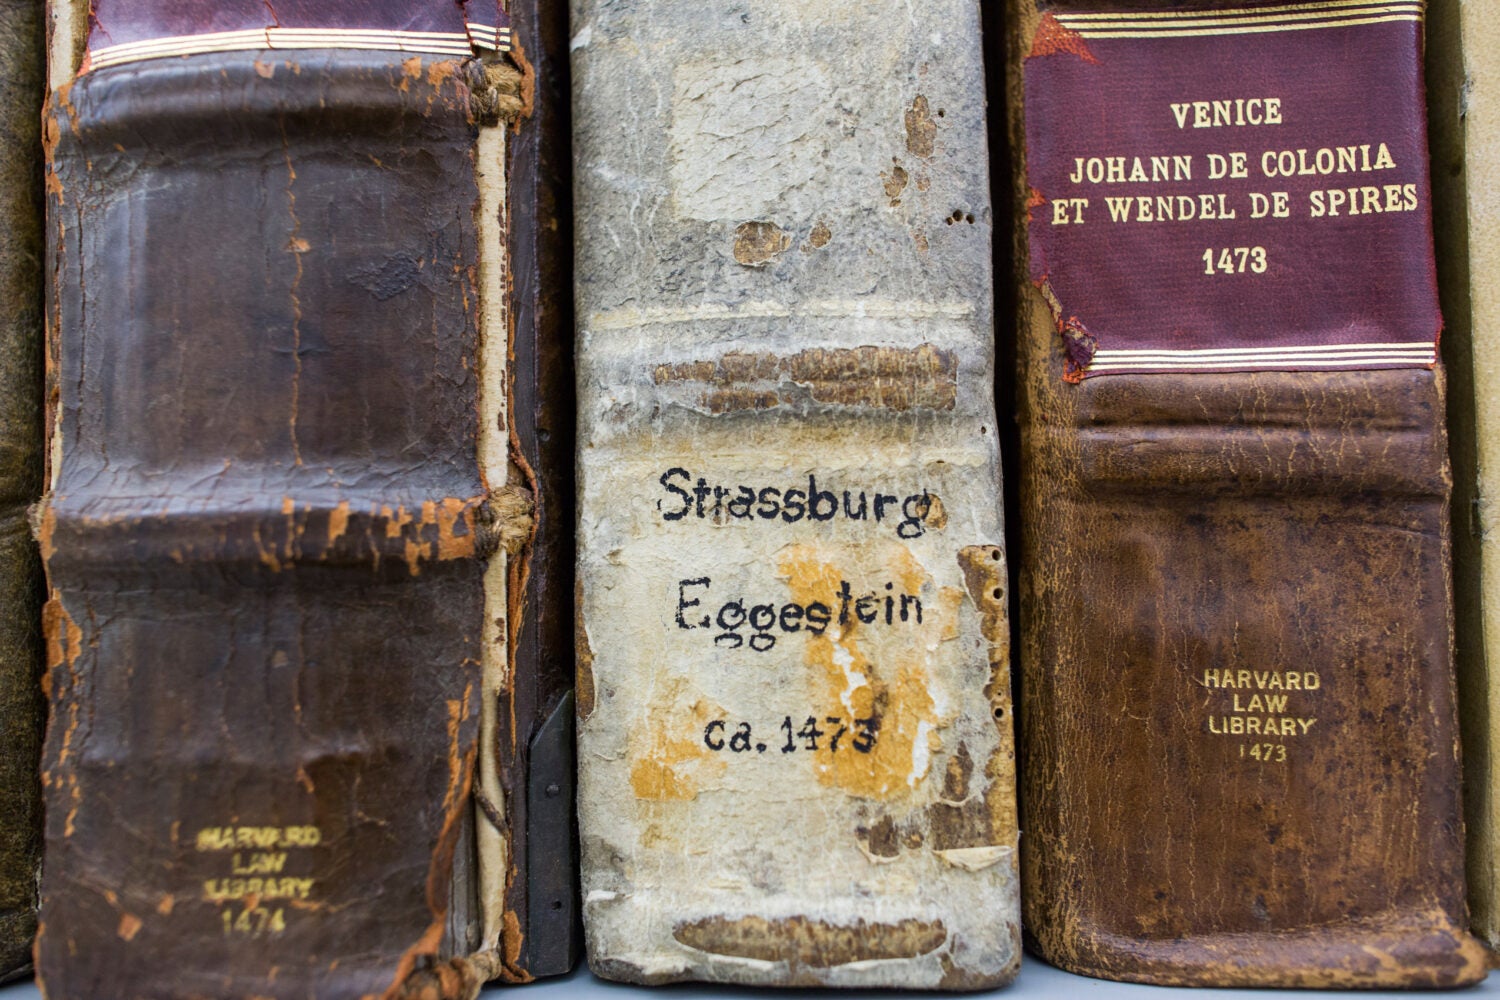 HARVARD
LAW
LIBRARY
1474
Strassburg
Eggestein
ca. 1473
VENICE
JOHANN DE COLONIA
ET WENDEL DE SPIRES
1473
HARVARD
LAW
LIBRARY
1473